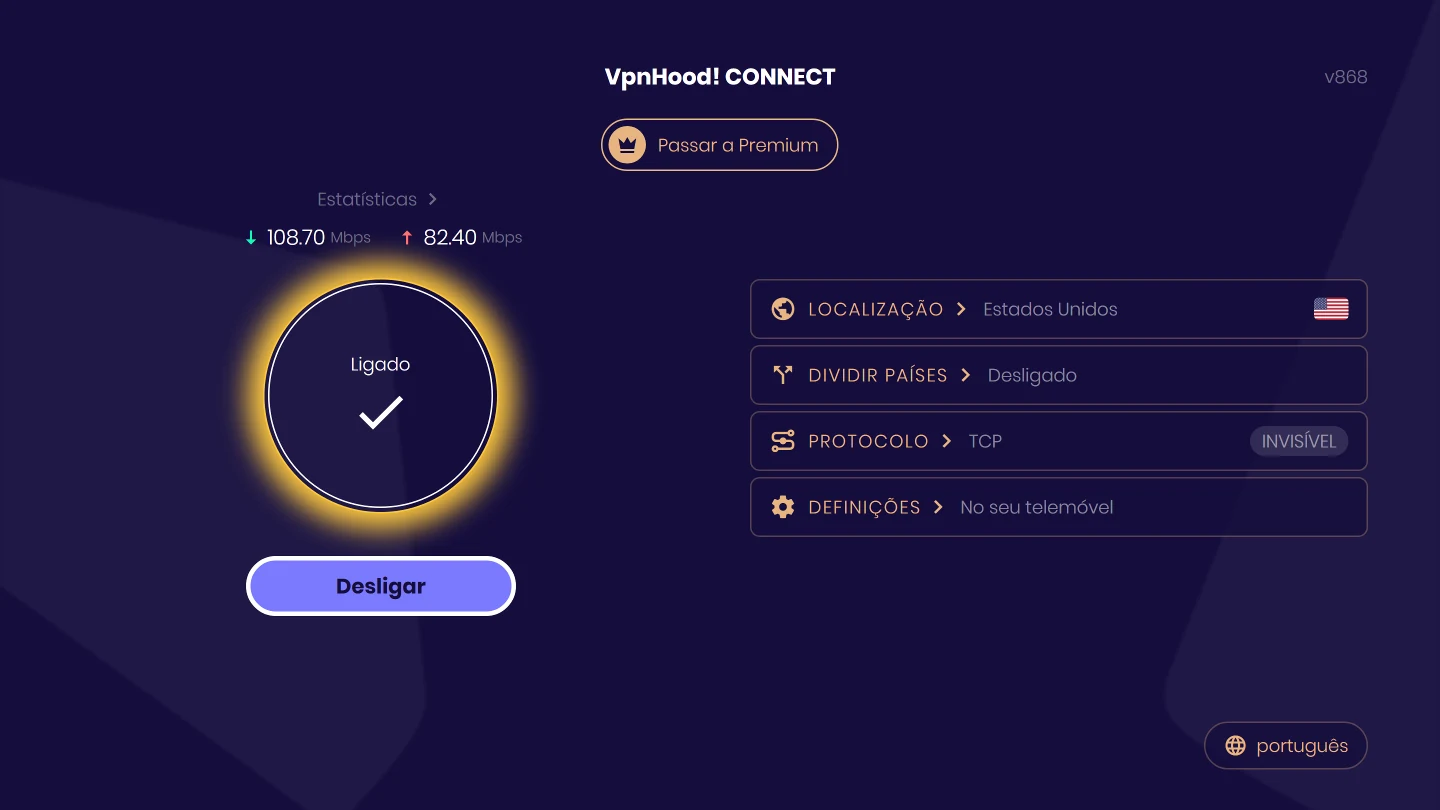 VpnHood! CONNECT
v868
Passar a Premium
Estatísticas
108.70 Mbps 82.40 Mbps
Ligado
Desligar
LOCALIZAÇÃO Estados Unidos
DIVIDIR PAÍSES Desligado
PROTOCOLO TCP INVISÍVEL
DEFINIÇÕES No seu telemóvel
português